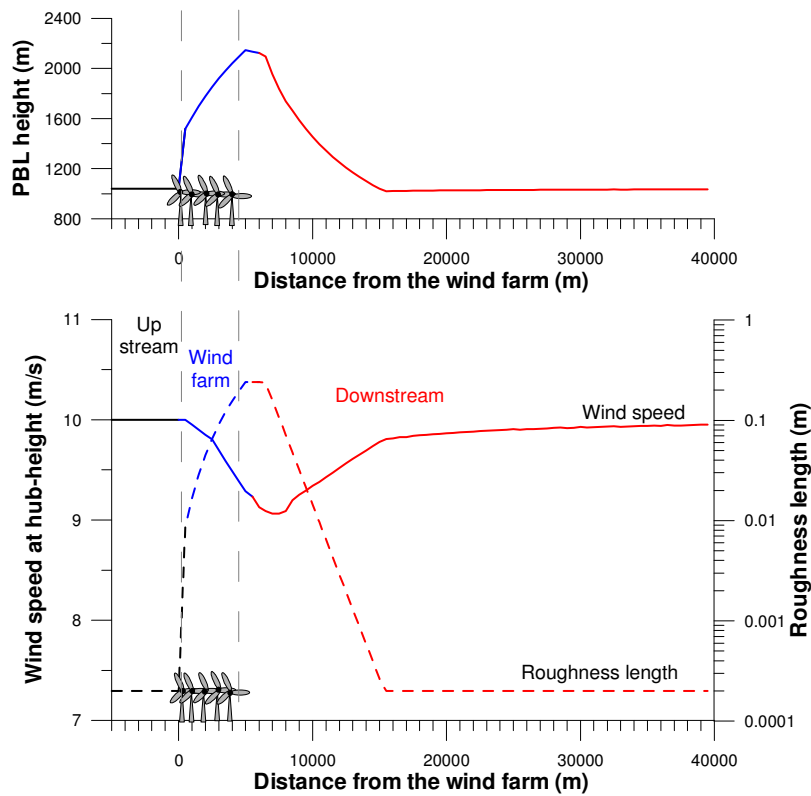 2400
2000
1600
1200
800
PBL height (m)
0
10000
20000
30000
40000
Distance from the wind farm (m)
11
10
9
8
7
Wind speed at hub-height (m/s)
Up
stream
Wind
farm
Downstream
Wind speed
Roughness length
1
0.1
0.01
0.001
0.0001
Roughness length (m)
0
10000
20000
30000
40000
Distance from the wind farm (m)